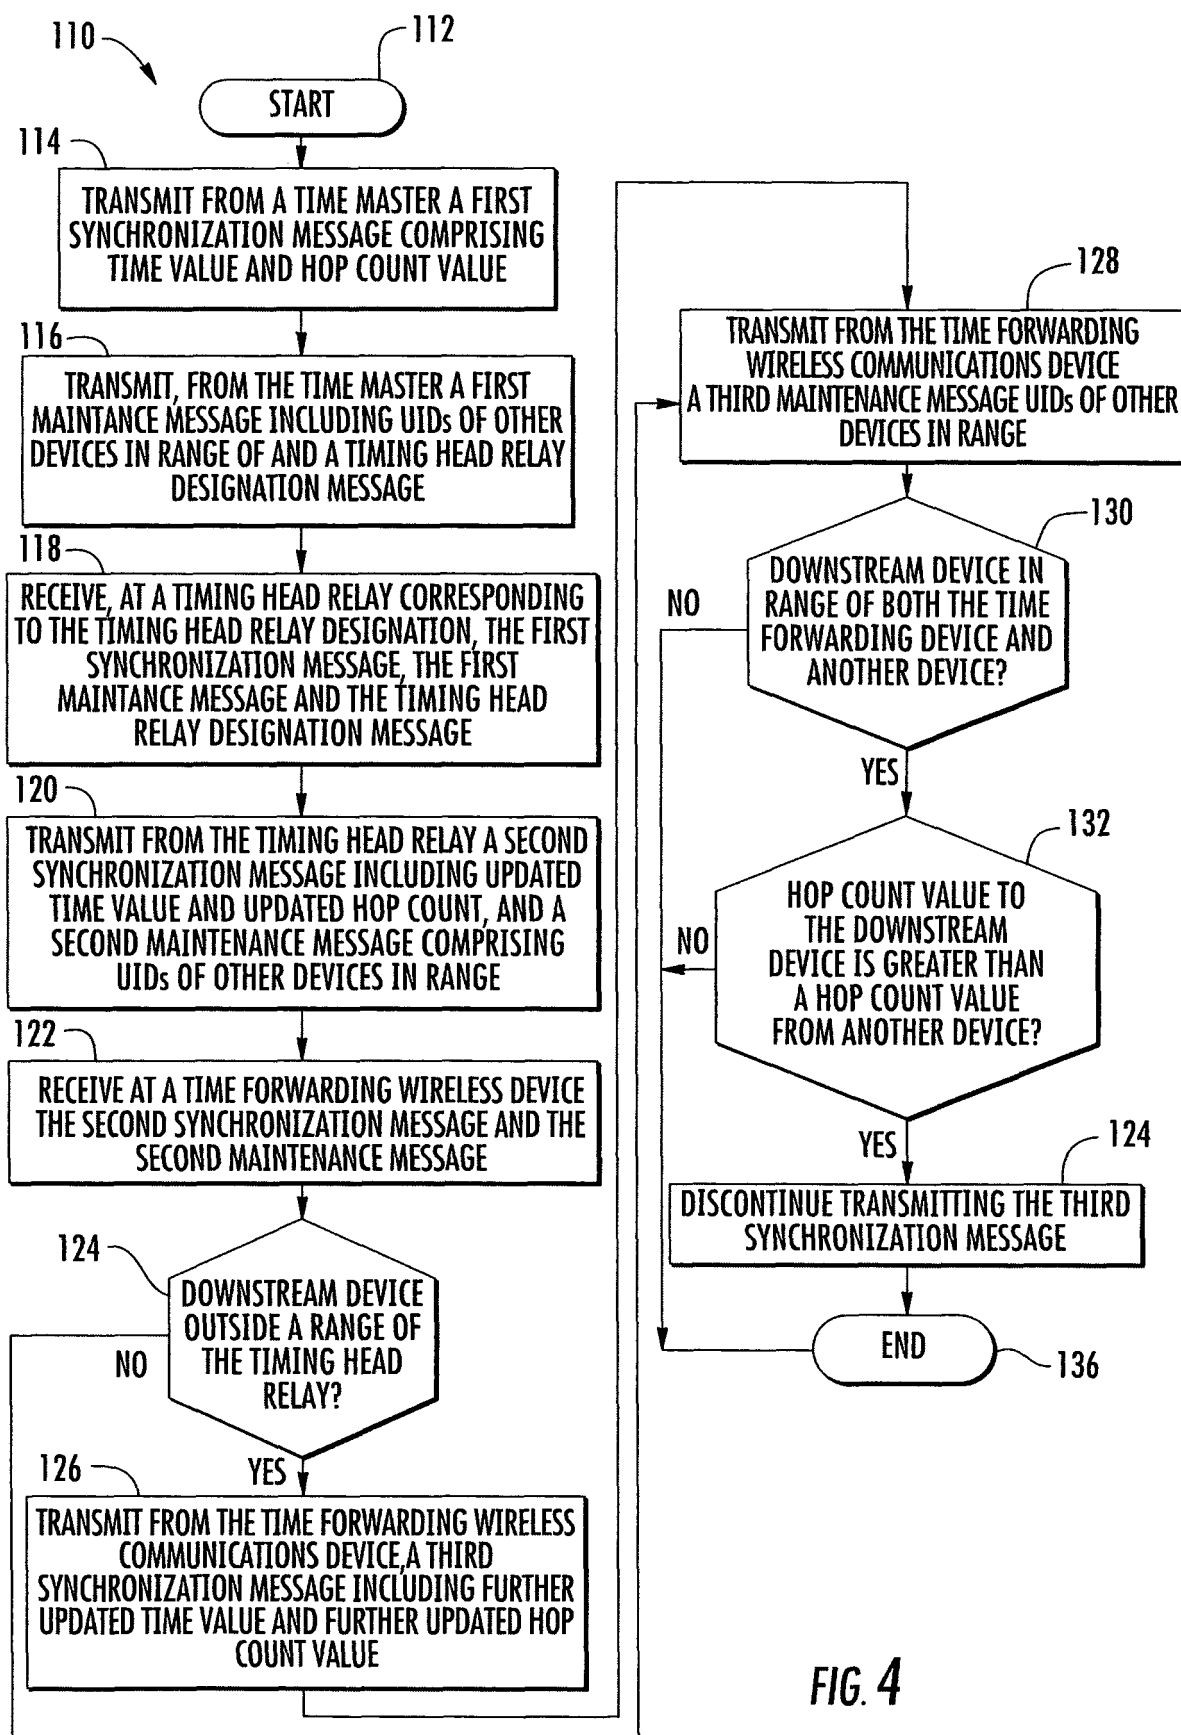 110
112
START
114
TRANSMIT FROM A TIME MASTER A FIRST
SYNCHRONIZATION MESSAGE COMPRISING
TIME VALUE AND HOP COUNT VALUE
116
TRANSMIT, FROM THE TIME MASTER A FIRST
MAINTANCE MESSAGE INCLUDING UIDs OF OTHER
DEVICES IN RANGE OF AND A TIMING HEAD RELAY
DESIGNATION MESSAGE
118
RECEIVE, AT A TIMING HEAD RELAY CORRESPONDING
TO THE TIMING HEAD RELAY DESIGNATION, THE FIRST
SYNCHRONIZATION MESSAGE, THE FIRST
MAINTANCE MESSAGE AND THE TIMING HEAD
RELAY DESIGNATION MESSAGE
120
TRANSMIT FROM THE TIMING HEAD RELAY A SECOND
SYNCHRONIZATION MESSAGE INCLUDING UPDATED
TIME VALUE AND UPDATED HOP COUNT, AND A
SECOND MAINTENANCE MESSAGE COMPRISING
UIDs OF OTHER DEVICES IN RANGE
122
RECEIVE AT A TIME FORWARDING WIRELESS DEVICE
THE SECOND SYNCHRONIZATION MESSAGE AND THE
SECOND MAINTENANCE MESSAGE
124
DOWNSTREAM DEVICE
OUTSIDE A RANGE OF
THE TIMING HEAD
RELAY?
NO
YES
126
TRANSMIT FROM THE TIME FORWARDING WIRELESS
COMMUNICATIONS DEVICE,A THIRD
SYNCHRONIZATION MESSAGE INCLUDING FURTHER
UPDATED TIME VALUE AND FURTHER UPDATED HOP
COUNT VALUE
128
TRANSMIT FROM THE TIME FORWARDING
WIRELESS COMMUNICATIONS DEVICE
A THIRD MAINTENANCE MESSAGE UIDs OF OTHER
DEVICES IN RANGE
130
DOWNSTREAM DEVICE IN
RANGE OF BOTH THE TIME
FORWARDING DEVICE AND
ANOTHER DEVICE?
NO
YES
132
HOP COUNT VALUE TO
THE DOWNSTREAM
DEVICE IS GREATER THAN
A HOP COUNT VALUE
FROM ANOTHER DEVICE?
NO
YES
124
DISCONTINUE TRANSMITTING THE THIRD
SYNCHRONIZATION MESSAGE
END
136
FIG. 4